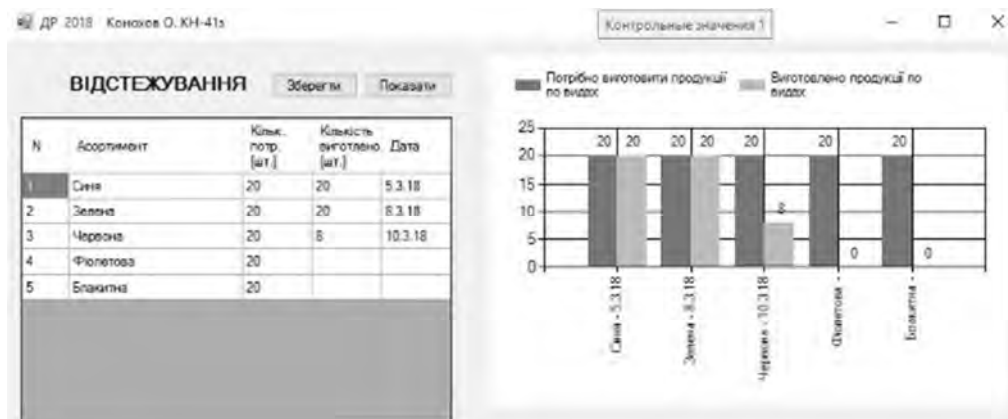 ДР 2018 Конохов О. КН-41з
Контрольные значения 1
ВІДСТЕЖУВАННЯ Зберегти Показати
N Асортимент Кільк. потр. [шт.] Кількість виготлено. [шт.] Дата
1 Синя 20 20 5.3.18
2 Зелена 20 20 8.3.18
3 Червона 20 8 10.3.18
4 Фіолетова 20
5 Блакитна 20
Потрібно виготовити продукції
по видах
Виготовлено продукції по
видах
25
20
15
10
5
0
20 20 20 20 20 8 20 0 20 0
Синя - 5.3.18
Зелена - 8.3.18
Червона - 10.3.18
Фіолетова -
Блакитна -